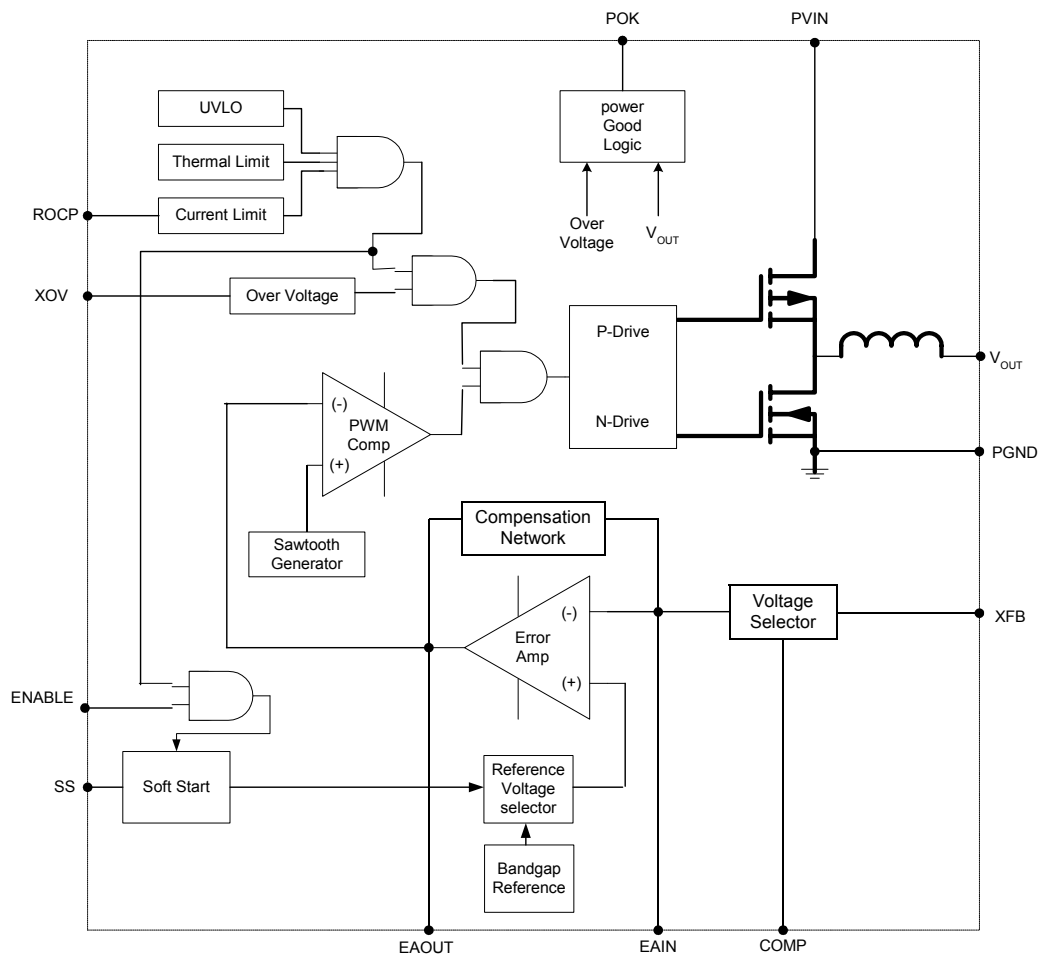 POK
PVIN
UVLO
power
Good
Logic
Thermal Limit
ROCP
Current Limit
Over
Voltage
VOUT
XOV
Over Voltage
P-Drive
VOUT
(-)
PWM
Comp
N-Drive
(+)
PGND
Compensation
Network
Sawtooth
Generator
Voltage
Selector
XFB
(-)
Error
Amp
(+)
ENABLE
SS
Soft Start
Reference
Voltage
selector
Bandgap
Reference
EAOUT
EAIN
COMP